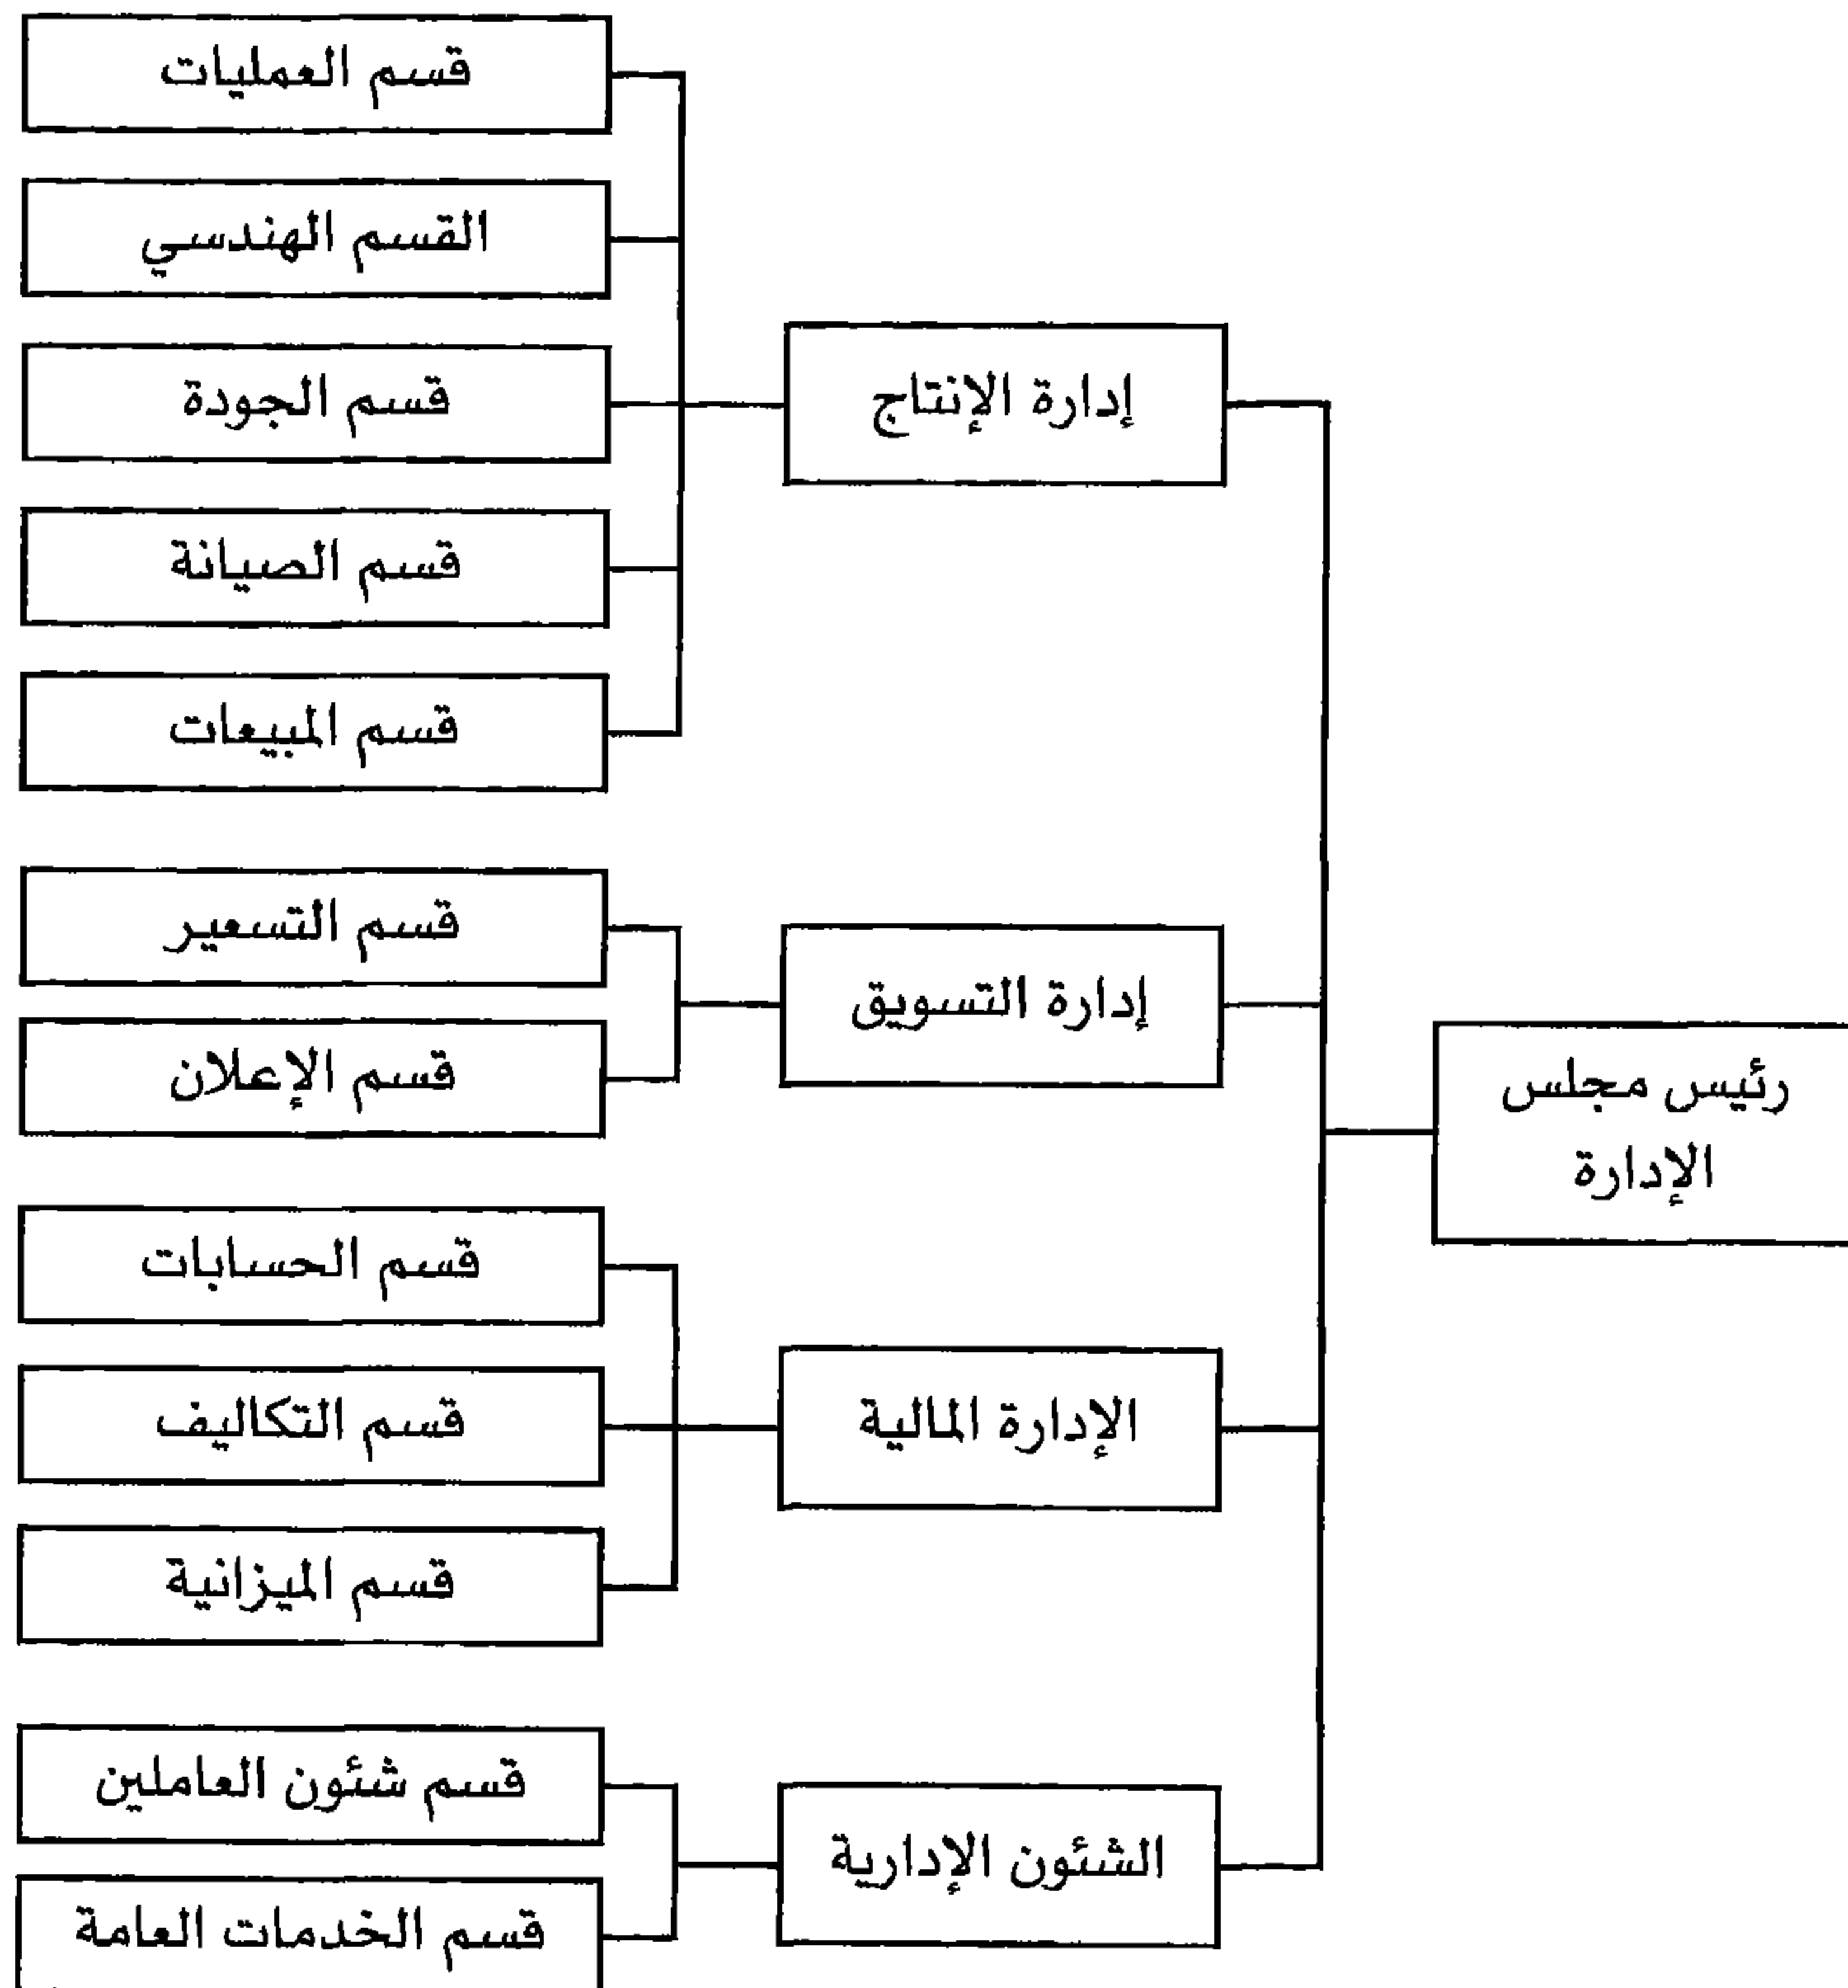 رئيس مجلس
الإدارة
إدارة الإنتاج
قسم العمليات
القسم الهندسي
قسم الجودة
قسم الصيانة
قسم المبيعات
إدارة التسويق
قسم التسعير
قسم الإعلان
الإدارة المالية
قسم الحسابات
قسم التكاليف
قسم الميزانية
الشئون الإدارية
قسم شئون العاملين
قسم الخدمات العامة